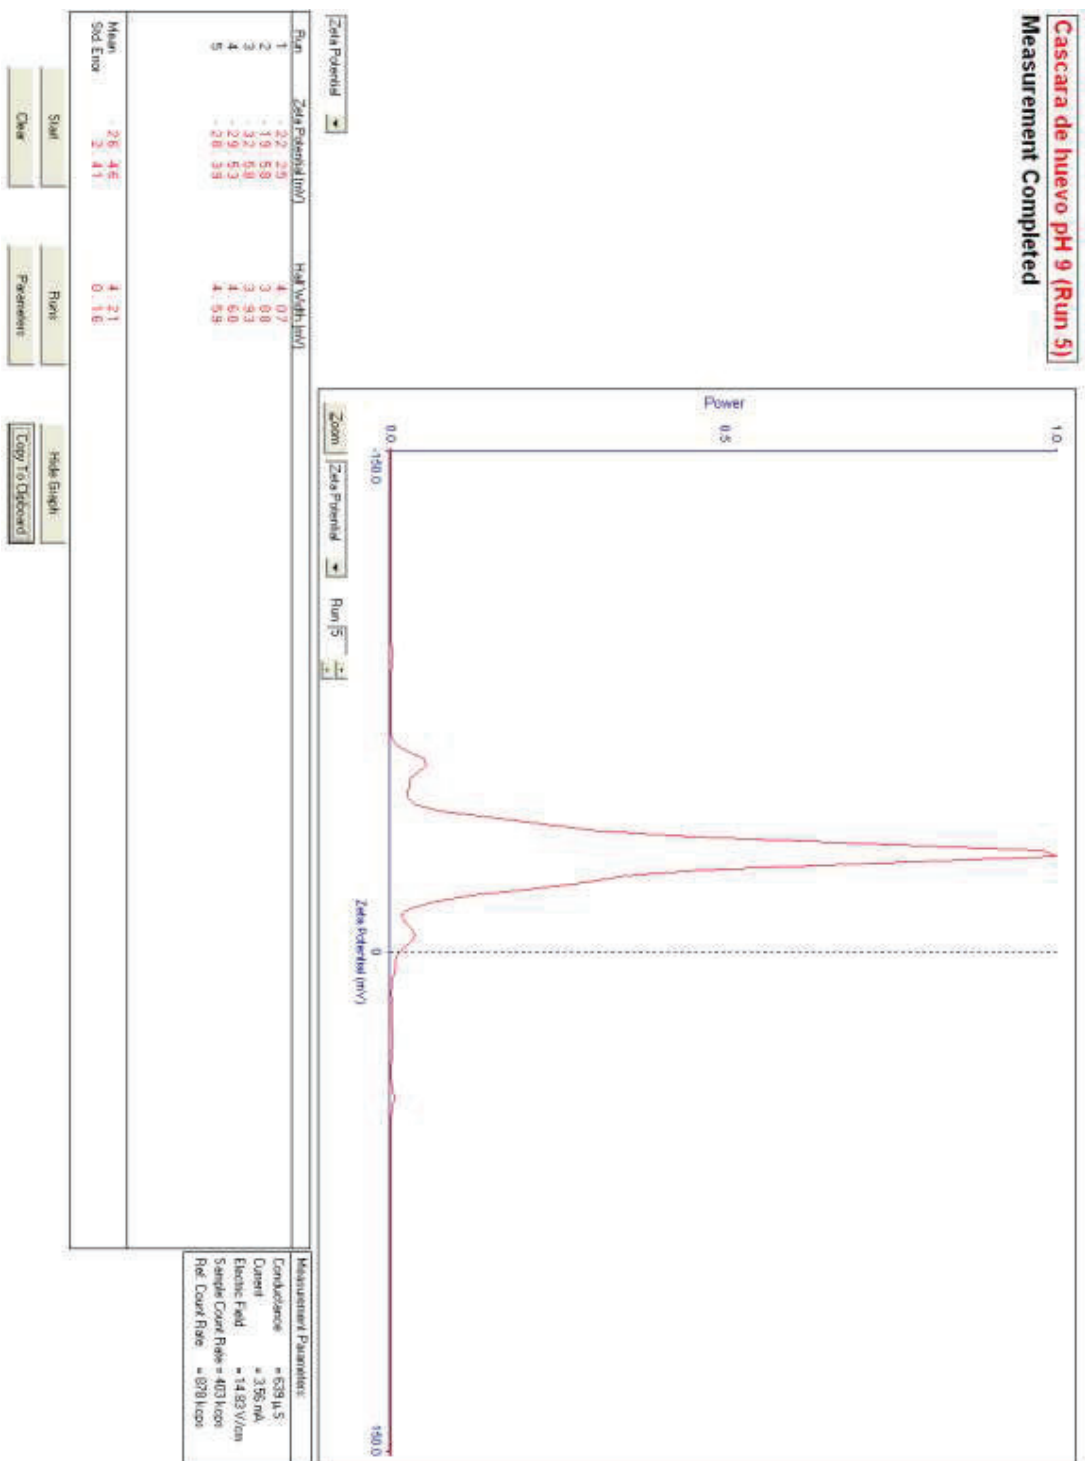 Cascara de huevo pH 9 (Run 5)
Measurement Completed
Power
1.0
0.5
0.0
-150.0
0
150.0
Zeta Potential (mV)
Zoom Zeta Potential Run 5
Zeta Potential
Run Zeta Potential (mV) Half Width (mV)
1 - 22.25 4.07
2 - 19.58 3.88
3 - 32.58 3.93
4 - 29.53 4.60
5 - 28.39 4.59
Mean - 26.46 4.21
Std. Error 2.41 0.16
Measurement Parameters:
Conductance = 639 µS
Current = 3.56 mA
Electric Field = 14.83 V/cm
Sample Count Rate = 403 kcps
Ref. Count Rate = 878 kcps
Start Runs Hide Graph
Clear Parameters Copy To Clipboard